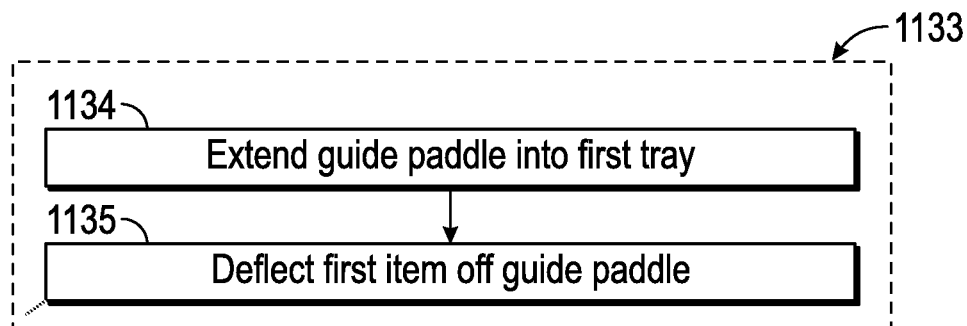 1133
1134
Extend guide paddle into first tray
1135
Deflect first item off guide paddle